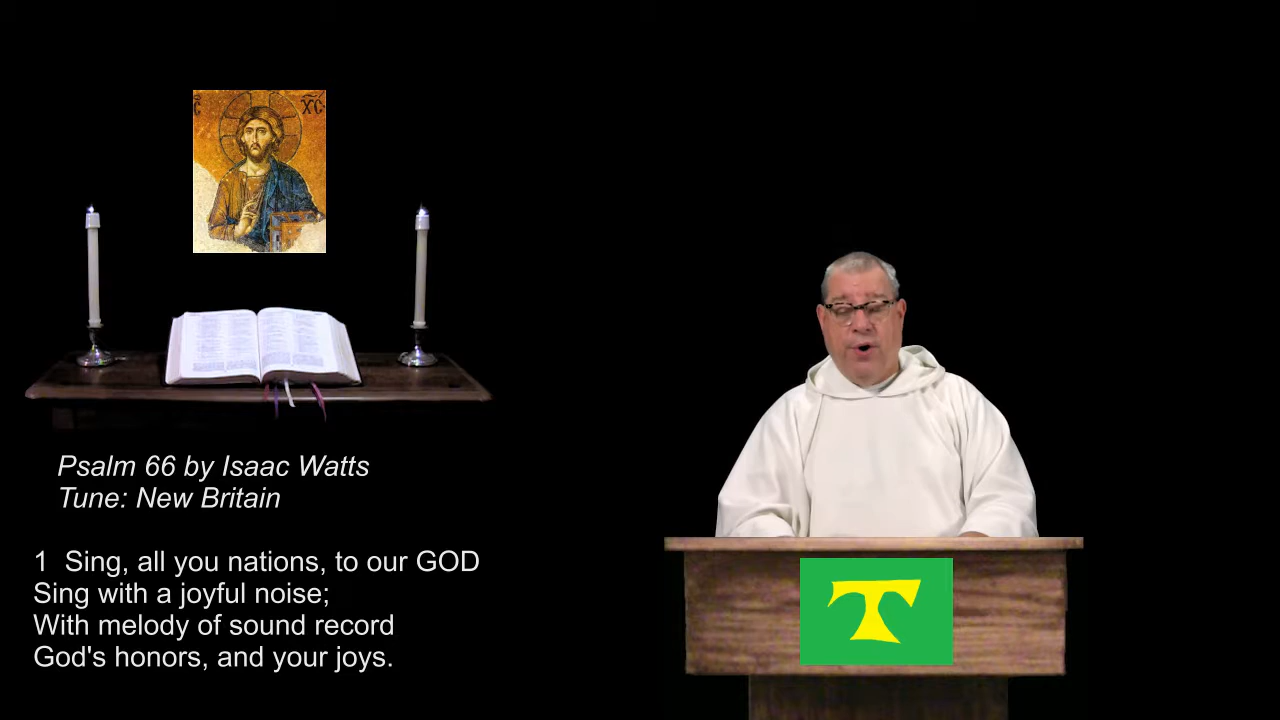 XC
Psalm 66 by Isaac Watts
Tune: New Britain
1 Sing, all you nations, to our GOD
Sing with a joyful noise;
With melody of sound record
God's honors, and your joys.
T